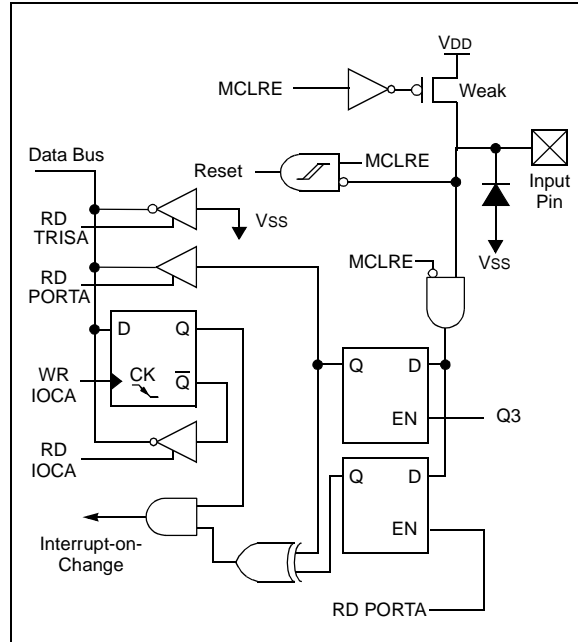 VDD
MCLRE
Weak
Data Bus
Reset
MCLRE
Input
Pin
RD
TRISA
VSS
VSS
RD
PORTA
MCLRE
D
Q
CK
Q
WR
IOCA
RD
IOCA
Q
D
EN
Q3
Q
D
EN
Interrupt-on-
Change
RD PORTA